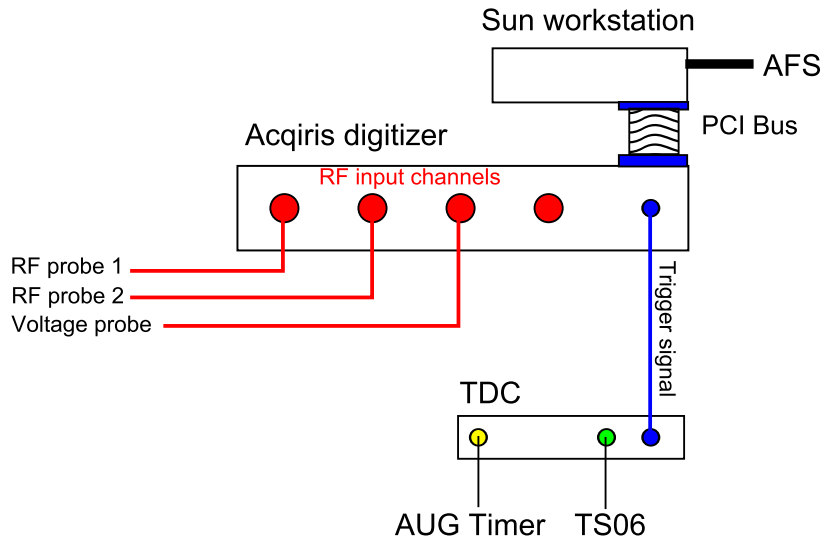 Sun workstation
AFS
PCI Bus
Acqiris digitizer
RF input channels
RF probe 1
RF probe 2
Voltage probe
Trigger signal
TDC
AUG Timer
TS06